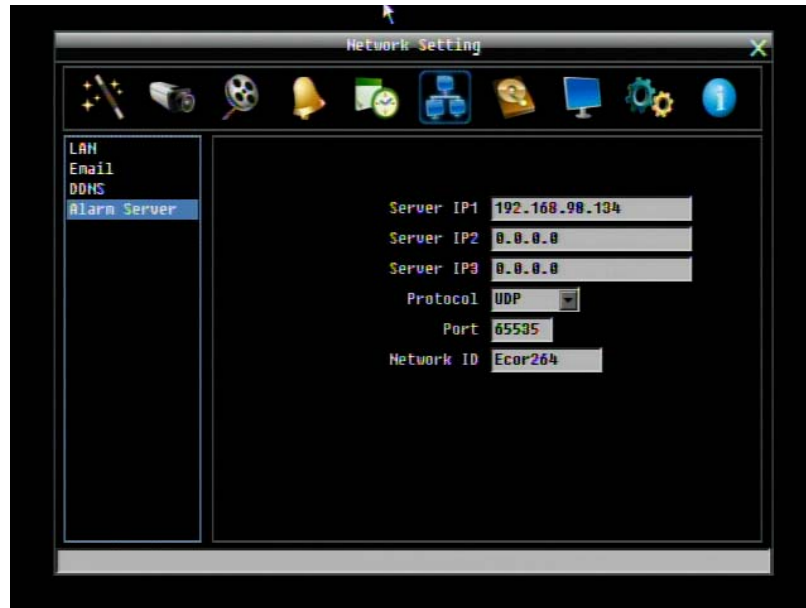 Network Setting
LAN
Email
DDNS
Alarm Server
Server IP1 192.168.98.134
Server IP2 0.0.0.0
Server IP3 0.0.0.0
Protocol UDP
Port 65535
Network ID Ecor264